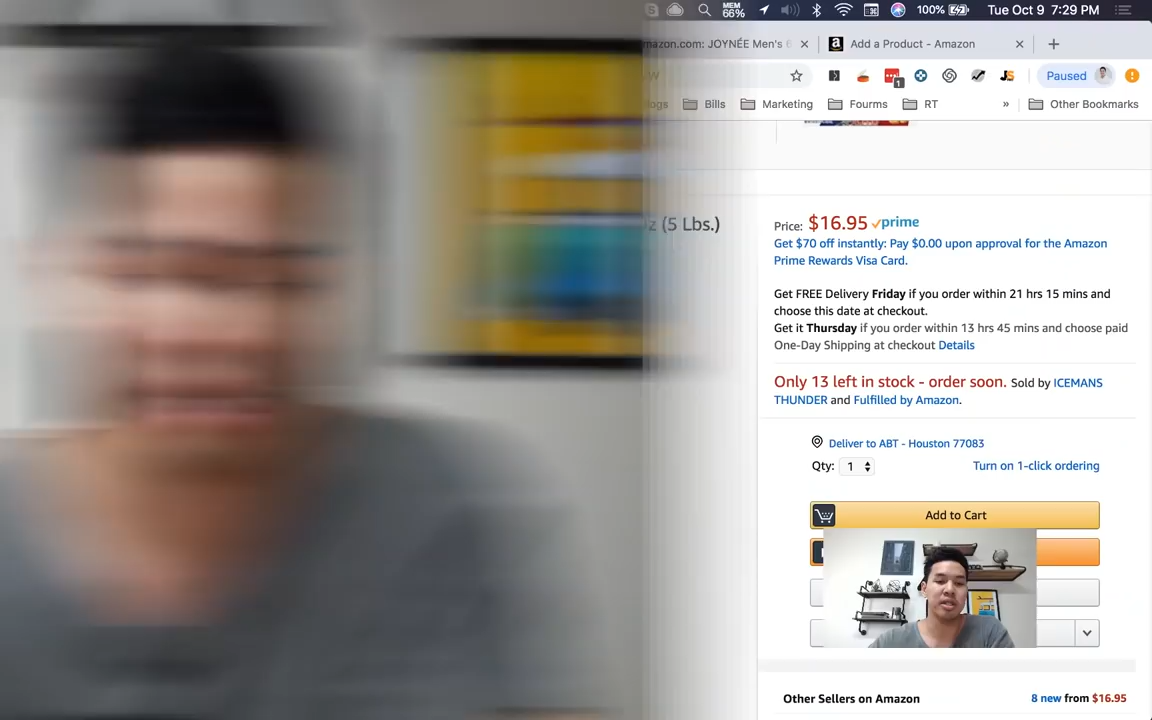 MEM
66%
100%
Tue Oct 9 7:29 PM
mazon.com: JOYNÉE Men's 6
a
Add a Product - Amazon
1
JS
Paused
Bills
Marketing
Fourms
RT
»
Other Bookmarks
(5 Lbs.)
Price: $16.95 prime
Get $70 off instantly: Pay $0.00 upon approval for the Amazon
Prime Rewards Visa Card.
Get FREE Delivery Friday if you order within 21 hrs 15 mins and
choose this date at checkout.
Get it Thursday if you order within 13 hrs 45 mins and choose paid
One-Day Shipping at checkout Details
Only 13 left in stock - order soon. Sold by ICEMANS
THUNDER and Fulfilled by Amazon.
Deliver to ABT - Houston 77083
Qty: 1
Turn on 1-click ordering
Add to Cart
Other Sellers on Amazon
8 new from $16.95